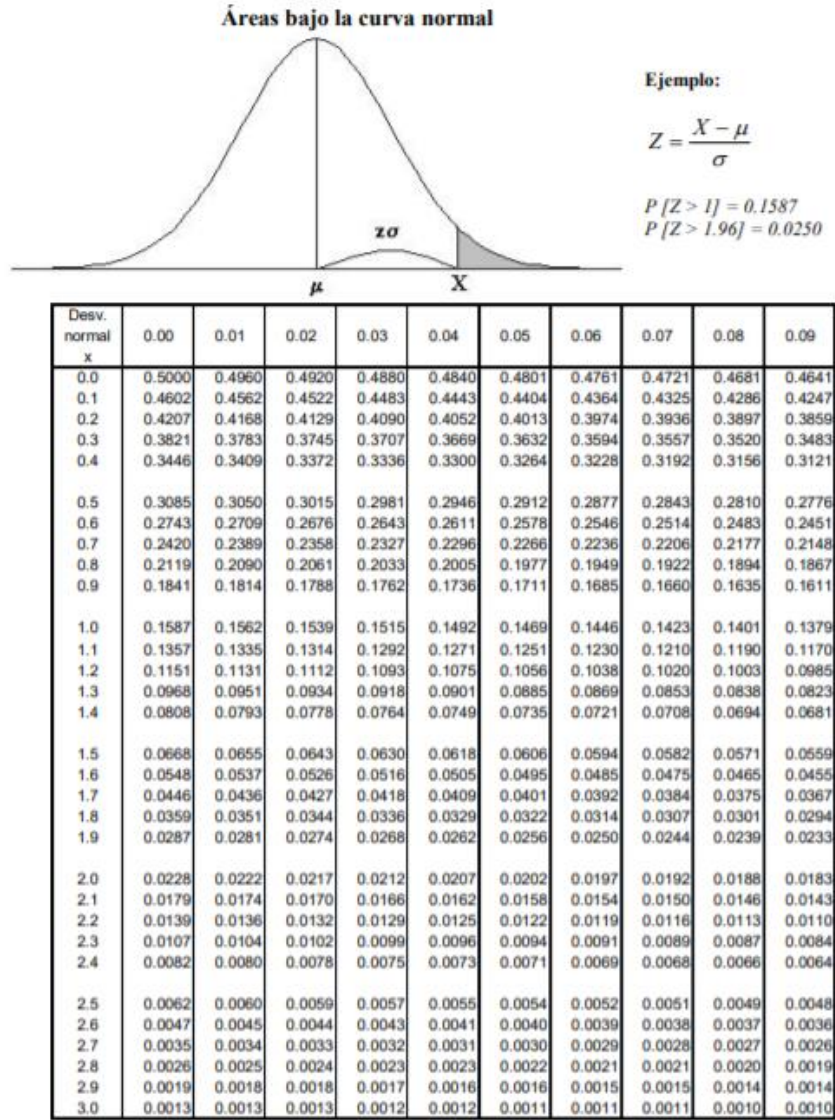 Áreas bajo la curva normal
Ejemplo:
Z = \frac{X - μ}{σ}
P [Z > 1] = 0.1587
P [Z > 1.96] = 0.0250
zσ
μ X
Desv. normal x 0.00 0.01 0.02 0.03 0.04 0.05 0.06 0.07 0.08 0.09
0.0 0.5000 0.4960 0.4920 0.4880 0.4840 0.4801 0.4761 0.4721 0.4681 0.4641
0.1 0.4602 0.4562 0.4522 0.4483 0.4443 0.4404 0.4364 0.4325 0.4286 0.4247
0.2 0.4207 0.4168 0.4129 0.4090 0.4052 0.4013 0.3974 0.3936 0.3897 0.3859
0.3 0.3821 0.3783 0.3745 0.3707 0.3669 0.3632 0.3594 0.3557 0.3520 0.3483
0.4 0.3446 0.3409 0.3372 0.3336 0.3300 0.3264 0.3228 0.3192 0.3156 0.3121
0.5 0.3085 0.3050 0.3015 0.2981 0.2946 0.2912 0.2877 0.2843 0.2810 0.2776
0.6 0.2743 0.2709 0.2676 0.2643 0.2611 0.2578 0.2546 0.2514 0.2483 0.2451
0.7 0.2420 0.2389 0.2358 0.2327 0.2296 0.2266 0.2236 0.2206 0.2177 0.2148
0.8 0.2119 0.2090 0.2061 0.2033 0.2005 0.1977 0.1949 0.1922 0.1894 0.1867
0.9 0.1841 0.1814 0.1788 0.1762 0.1736 0.1711 0.1685 0.1660 0.1635 0.1611
1.0 0.1587 0.1562 0.1539 0.1515 0.1492 0.1469 0.1446 0.1423 0.1401 0.1379
1.1 0.1357 0.1335 0.1314 0.1292 0.1271 0.1251 0.1230 0.1210 0.1190 0.1170
1.2 0.1151 0.1131 0.1112 0.1093 0.1075 0.1056 0.1038 0.1020 0.1003 0.0985
1.3 0.0968 0.0951 0.0934 0.0918 0.0901 0.0885 0.0869 0.0853 0.0838 0.0823
1.4 0.0808 0.0793 0.0778 0.0764 0.0749 0.0735 0.0721 0.0708 0.0694 0.0681
1.5 0.0668 0.0655 0.0643 0.0630 0.0618 0.0606 0.0594 0.0582 0.0571 0.0559
1.6 0.0548 0.0537 0.0526 0.0516 0.0505 0.0495 0.0485 0.0475 0.0465 0.0455
1.7 0.0446 0.0436 0.0427 0.0418 0.0409 0.0401 0.0392 0.0384 0.0375 0.0367
1.8 0.0359 0.0351 0.0344 0.0336 0.0329 0.0322 0.0314 0.0307 0.0301 0.0294
1.9 0.0287 0.0281 0.0274 0.0268 0.0262 0.0256 0.0250 0.0244 0.0239 0.0233
2.0 0.0228 0.0222 0.0217 0.0212 0.0207 0.0202 0.0197 0.0192 0.0188 0.0183
2.1 0.0179 0.0174 0.0170 0.0166 0.0162 0.0158 0.0154 0.0150 0.0146 0.0143
2.2 0.0139 0.0136 0.0132 0.0129 0.0125 0.0122 0.0119 0.0116 0.0113 0.0110
2.3 0.0107 0.0104 0.0102 0.0099 0.0096 0.0094 0.0091 0.0089 0.0087 0.0084
2.4 0.0082 0.0080 0.0078 0.0075 0.0073 0.0071 0.0069 0.0068 0.0066 0.0064
2.5 0.0062 0.0060 0.0059 0.0057 0.0055 0.0054 0.0052 0.0051 0.0049 0.0048
2.6 0.0047 0.0045 0.0044 0.0043 0.0041 0.0040 0.0039 0.0038 0.0037 0.0036
2.7 0.0035 0.0034 0.0033 0.0032 0.0031 0.0030 0.0029 0.0028 0.0027 0.0026
2.8 0.0026 0.0025 0.0024 0.0023 0.0023 0.0022 0.0021 0.0021 0.0020 0.0019
2.9 0.0019 0.0018 0.0018 0.0017 0.0016 0.0016 0.0015 0.0015 0.0014 0.0014
3.0 0.0013 0.0013 0.0013 0.0012 0.0012 0.0011 0.0011 0.0011 0.0010 0.0010